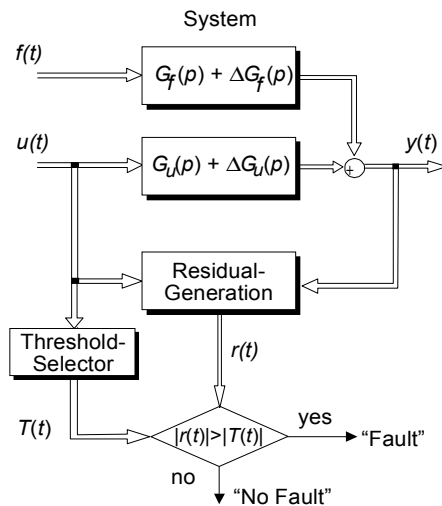 System
f(t)
G_f(p) + ΔG_f(p)
u(t)
G_u(p) + ΔG_u(p)
+
y(t)
Residual-
Generation
Threshold-
Selector
r(t)
T(t)
|r(t)|>|T(t)|
yes
“Fault”
no
“No Fault”